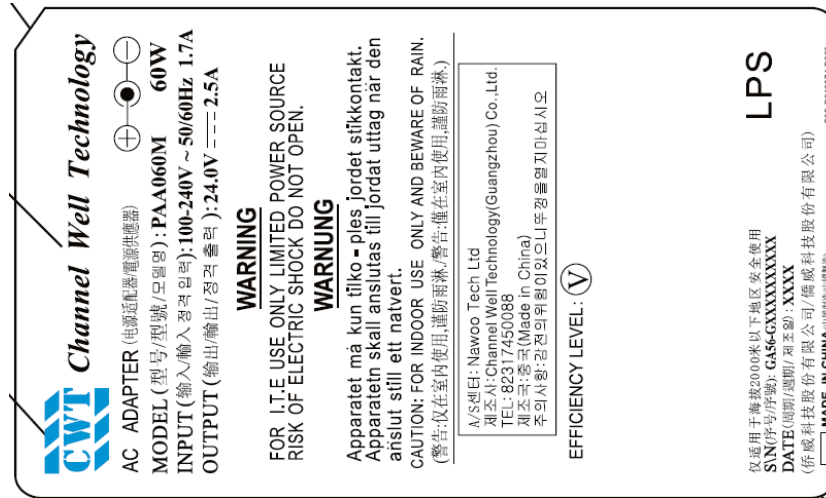 CWT Channel Well Technology
AC ADAPTER (电源适配器/電源供應器)
MODEL (型号/型號/모델명) : PAA060M 60W
INPUT (输入/輸入 정격 입력):100-240V ~ 50/60Hz 1.7A
OUTPUT (输出/輸出/정격 출력 ): 24.0V 2.5A
WARNING
FOR I.T.E USE ONLY LIMITED POWER SOURCE
RISK OF ELECTRIC SHOCK DO NOT OPEN.
WARNUNG
Apparatet må kun tilko - ples jordet stikkontakt.
Apparatetn skall anslutas till jordat uttag när den
ańslut still ett natvert.
CAUTION: FOR INDOOR USE ONLY AND BEWARE OF RAIN.
(警告:仅在室内使用,谨防雨淋./警告:僅在室內使用,謹防雨淋.)
A/S센터: Nawoo Tech Ltd
제조사:Channel Well Technology(Guangzhou) Co.,Ltd.
TEL: 82317450088
제조국:중국(Made in China)
주의사항:감전의위험이있으니뚜껑을열지마십시오
EFFICIENCY LEVEL: V
LPS
仅适用于海拔2000米以下地区安全使用
S\N(序号/序號): GA56-GXXXXXXXXXX
DATE(周期/週期/ 제조일) : XXXX
(侨威科技股份有限公司/僑威科技股份有限公司)
MADE IN CHINA